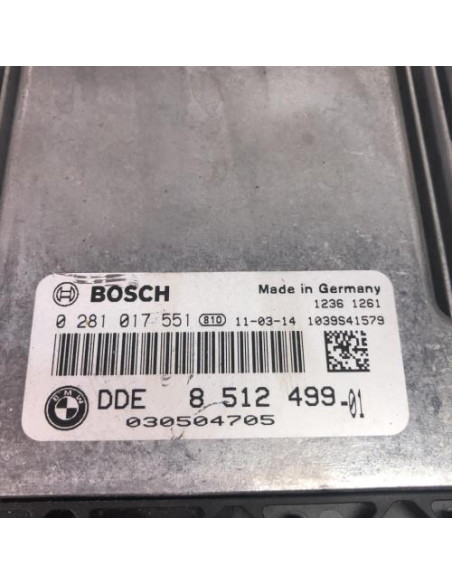 BOSCH
Made in Germany
1236 1261
0 281 017 551 810 11-03-14 1039S41579
BMW
DDE 8 512 499-01
030504705